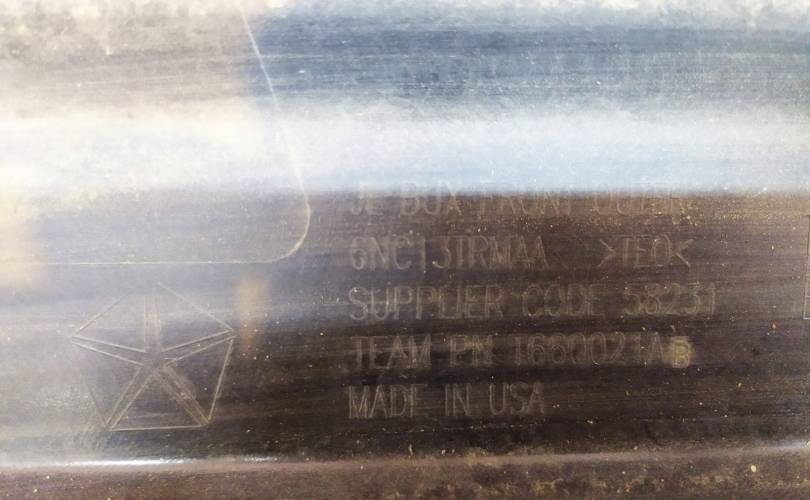 BOX FRONT OUTER
6NC13TRMAA >TEO<
SUPPLIER CODE 58231
TEAM PN 1660021AB
MADE IN USA